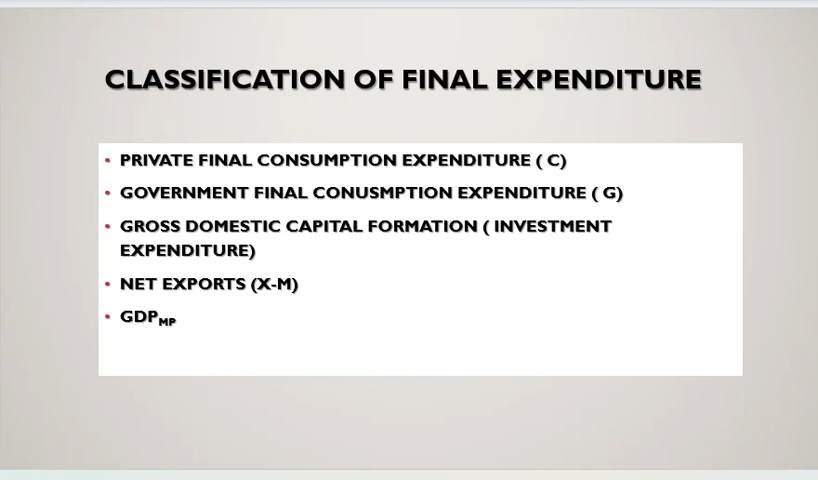 CLASSIFICATION OF FINAL EXPENDITURE
• PRIVATE FINAL CONSUMPTION EXPENDITURE ( C)
• GOVERNMENT FINAL CONUSMPTION EXPENDITURE ( G)
• GROSS DOMESTIC CAPITAL FORMATION ( INVESTMENT
EXPENDITURE)
• NET EXPORTS (X-M)
• GDPMP